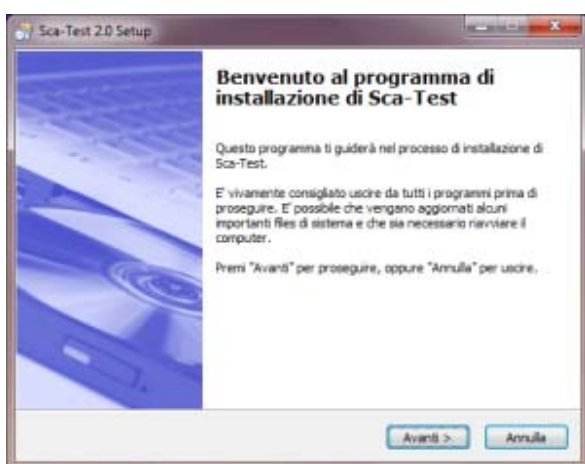 Sca-Test 2.0 Setup
Benvenuto al programma di
installazione di Sca-Test
Questo programma ti guiderà nel processo di installazione di
Sca-Test.
E' vivamente consigliato uscire da tutti i programmi prima di
proseguire. E' possibile che vengano aggiornati alcuni
importanti files di sistema e che sia necessario riavviare il
computer.
Premi "Avanti" per proseguire, oppure "Annulla" per uscire.
Avanti >
Annulla